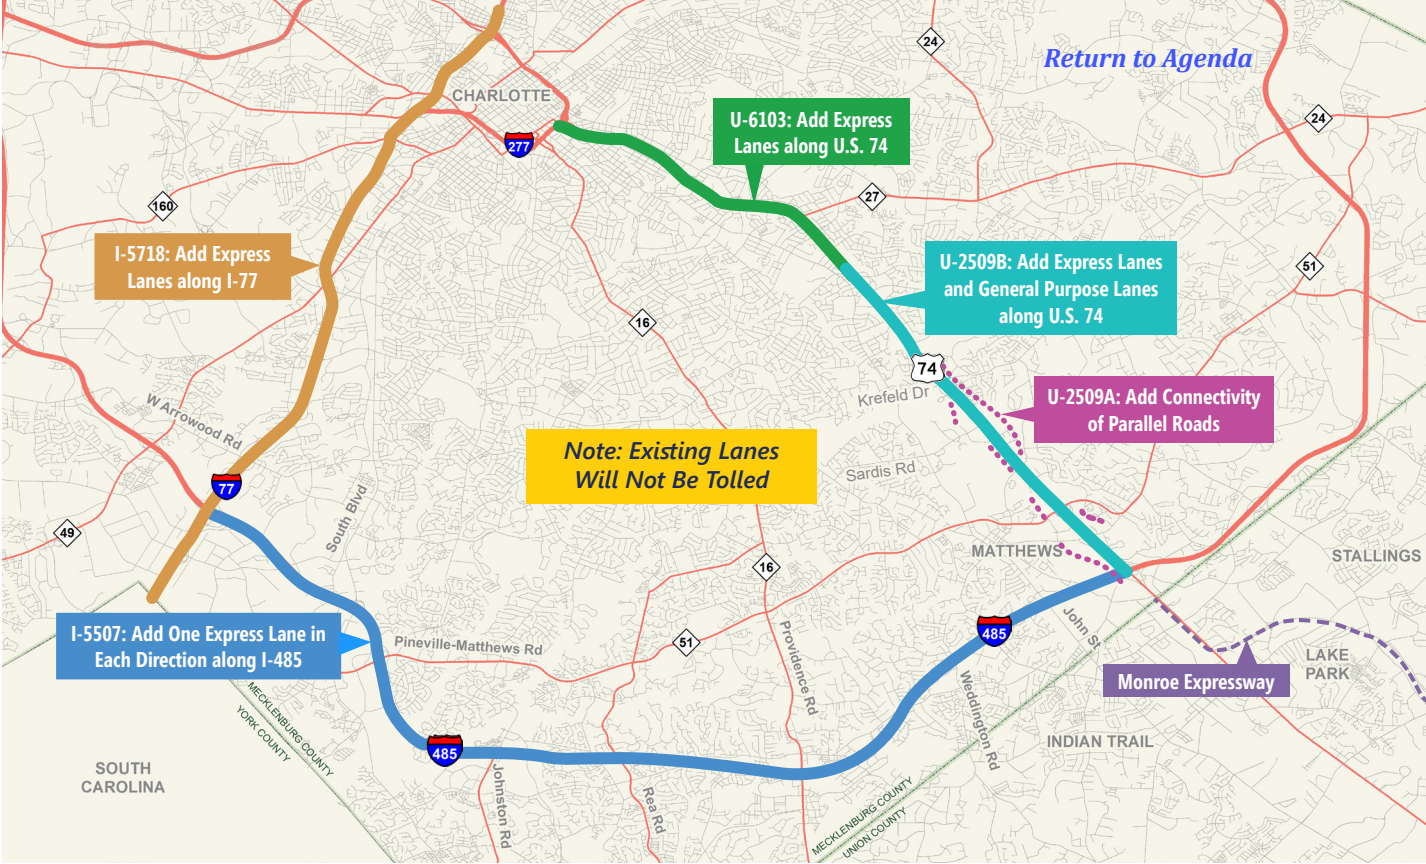 24
Return to Agenda
CHARLOTTE
U-6103: Add Express
Lanes along U.S. 74
24
277
27
160
I-5718: Add Express
Lanes along I-77
U-2509B: Add Express Lanes
and General Purpose Lanes
along U.S. 74
51
16
74
Krefeld Dr
U-2509A: Add Connectivity
of Parallel Roads
W Arrowood Rd
Note: Existing Lanes
Will Not Be Tolled
Sardis Rd
77
South Blvd
49
MATTHEWS
STALLINGS
16
I-5507: Add One Express Lane in
Each Direction along I-485
Pineville-Matthews Rd
51
Providence Rd
485
John St
LAKE
PARK
Monroe Expressway
Weddington Rd
MECKLENBURG COUNTY
YORK COUNTY
485
INDIAN TRAIL
SOUTH
CAROLINA
Johnston Rd
Rea Rd
MECKLENBURG COUNTY
UNION COUNTY